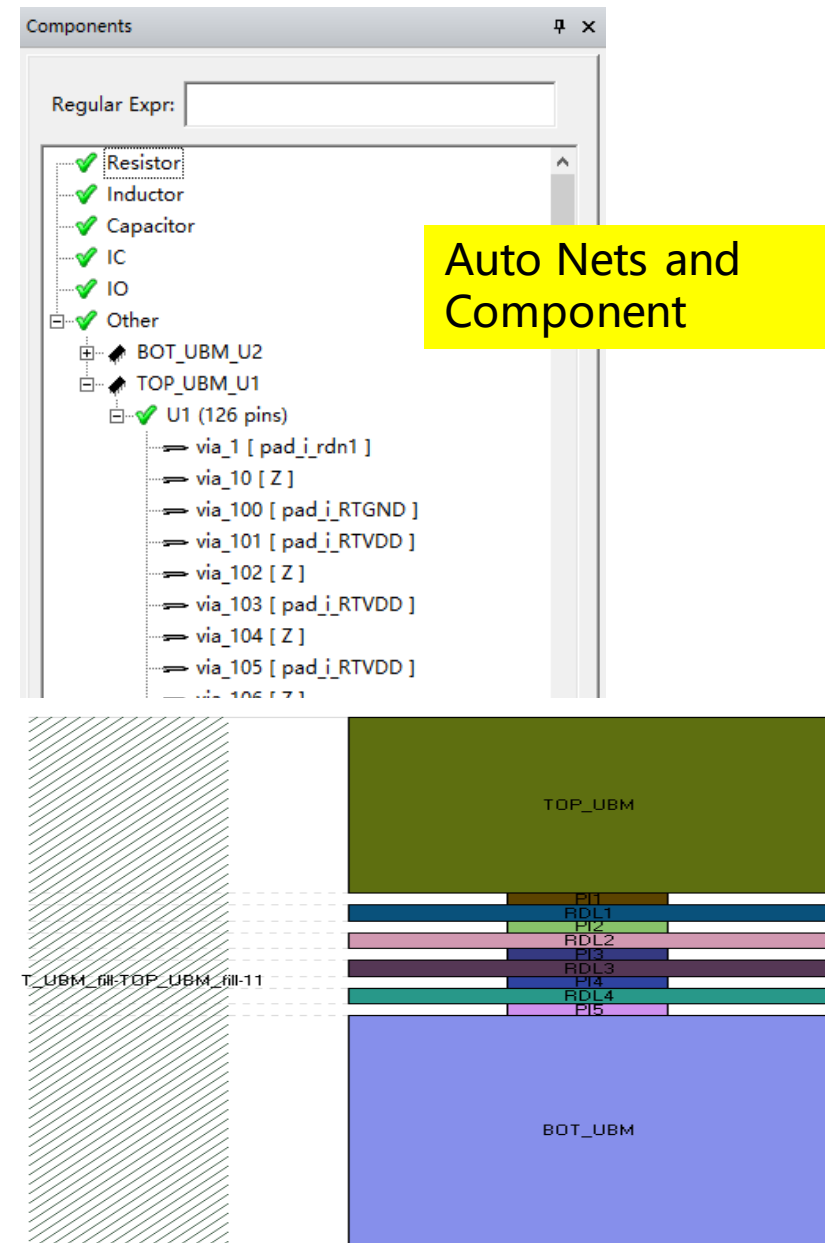 Components
Regular Expr:
Resistor
Inductor
Capacitor
IC
IO
Other
BOT_UBM_U2
TOP_UBM_U1
U1 (126 pins)
via_1 [ pad_i_rdn1 ]
via_10 [ Z ]
via_100 [ pad_i_RTGND ]
via_101 [ pad_i_RTVDD ]
via_102 [ Z ]
via_103 [ pad_i_RTVDD ]
via_104 [ Z ]
via_105 [ pad_i_RTVDD ]
via_106 [ Z ]
Auto Nets and
Component
TOP_UBM
PI1
RDL1
PI2
RDL2
PI3
RDL3
T_UBM_fill-TOP_UBM_fill-11
PI4
RDL4
PI5
BOT_UBM